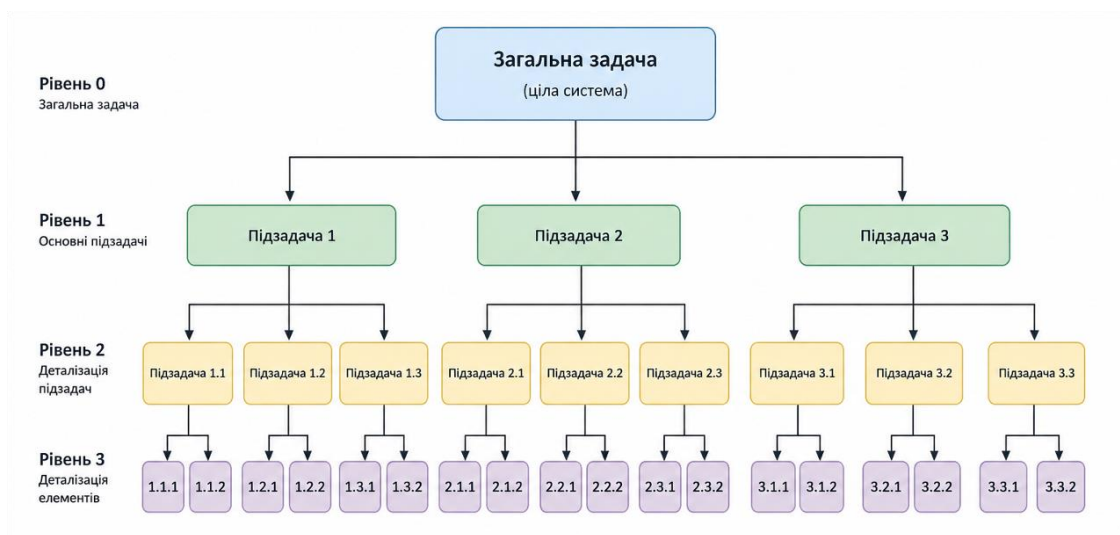 Загальна задача
(ціла система)
Рівень 0
Загальна задача
Рівень 1
Основні підзадачі
Підзадача 1
Підзадача 2
Підзадача 3
Рівень 2
Деталізація
підзадач
Підзадача 1.1
Підзадача 1.2
Підзадача 1.3
Підзадача 2.1
Підзадача 2.2
Підзадача 2.3
Підзадача 3.1
Підзадача 3.2
Підзадача 3.3
Рівень 3
Деталізація
елементів
1.1.1
1.1.2
1.2.1
1.2.2
1.3.1
1.3.2
2.1.1
2.1.2
2.2.1
2.2.2
2.3.1
2.3.2
3.1.1
3.1.2
3.2.1
3.2.2
3.3.1
3.3.2